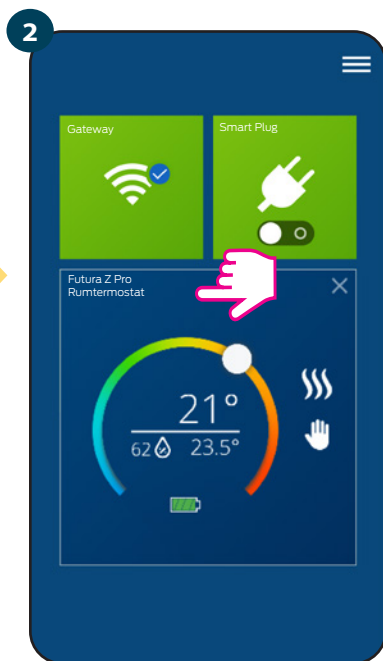 2
Gateway
Smart Plug
Futura Z Pro
Rumtermostat
21°
62 23.5°